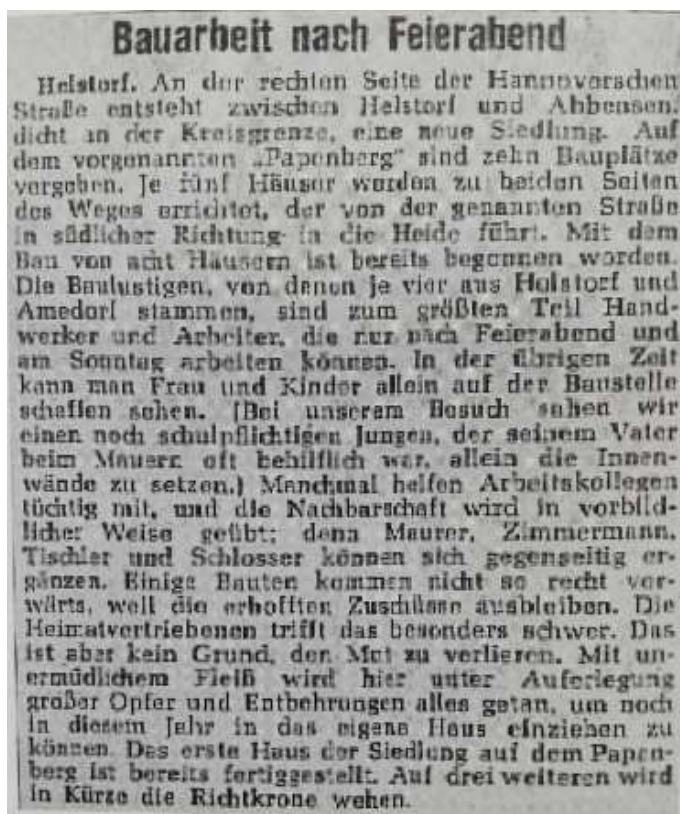 Bauarbeit nach Feierabend
Helstorf. An der rechten Seite der Hannoverschen
Straße entsteht zwischen Helstorf und Abbensen,
dicht an der Kreisgrenze, eine neue Siedlung. Auf
dem vorgenannten „Papenberg“ sind zehn Bauplätze
vergeben. Je fünf Häuser werden zu beiden Seiten
des Weges errichtet, der von der genannten Straße
in südlicher Richtung in die Heide führt. Mit dem
Bau von acht Häusern ist bereits begonnen worden.
Die Baulustigen, von denen je vier aus Helstorf und
Amedorf stammen, sind zum größten Teil Hand-
werker und Arbeiter, die nur nach Feierabend und
am Sonntag arbeiten können. In der übrigen Zeit
kann man Frau und Kinder allein auf der Baustelle
schaffen sehen. (Bei unserem Besuch sahen wir
einen noch schulpflichtigen Jungen, der seinem Vater
beim Mauern oft behilflich war, allein die Innen-
wände zu setzen.) Manchmal helfen Arbeitskollegen
tüchtig mit, und die Nachbarschaft wird in vorbild-
licher Weise geübt; denn Maurer, Zimmermann,
Tischler und Schlosser können sich gegenseitig er-
gänzen. Einige Bauten kommen nicht so recht vor-
wärts, weil die erhofften Zuschüsse ausbleiben. Die
Heimatvertriebenen trifft das besonders schwer. Das
ist aber kein Grund, den Mut zu verlieren. Mit un-
ermüdlichem Fleiß wird hier unter Auferlegung
großer Opfer und Entbehrungen alles getan, um noch
in diesem Jahr in das eigene Haus einziehen zu
können. Das erste Haus der Siedlung auf dem Papen-
berg ist bereits fertiggestellt. Auf drei weiteren wird
in Kürze die Richtkrone wehen.